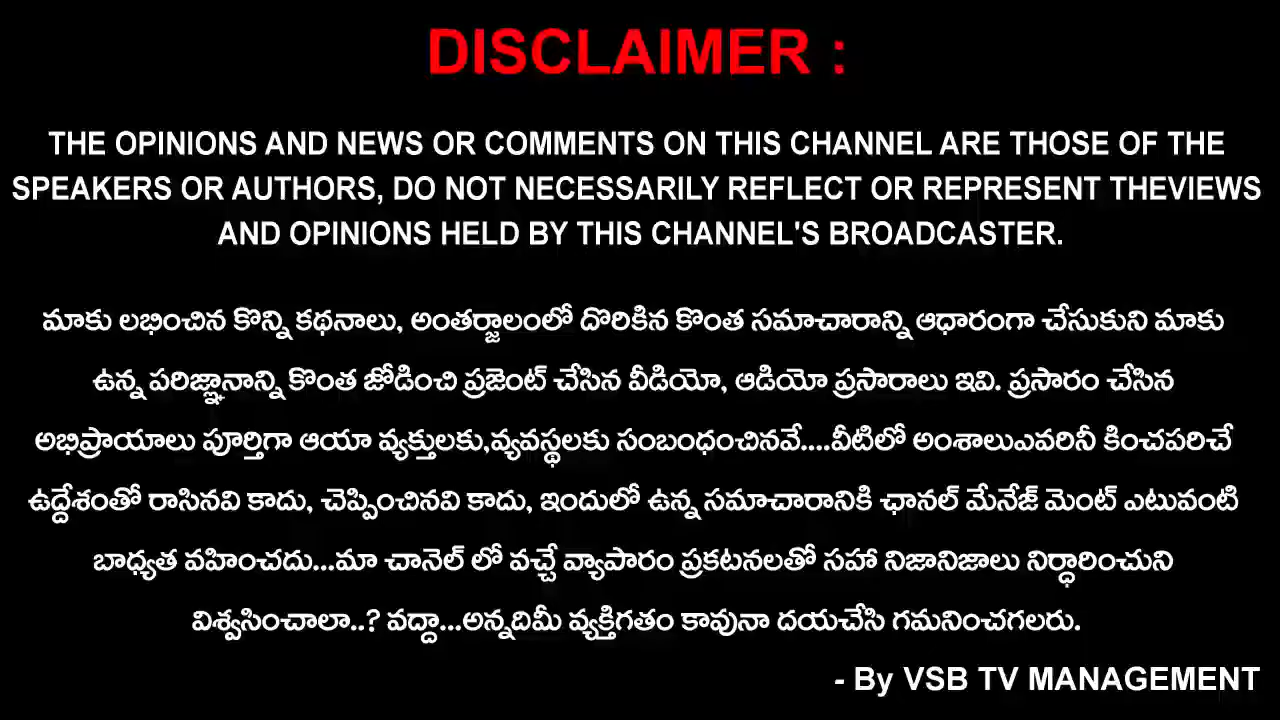 DISCLAIMER :
THE OPINIONS AND NEWS OR COMMENTS ON THIS CHANNEL ARE THOSE OF THE
SPEAKERS OR AUTHORS, DO NOT NECESSARILY REFLECT OR REPRESENT THEVIEWS
AND OPINIONS HELD BY THIS CHANNEL'S BROADCASTER.
మాకు లభించిన కొన్ని కథనాలు, అంతర్జాలంలో దొరికిన కొంత సమాచారాన్ని ఆధారంగా చేసుకుని మాకు
ఉన్న పరిజ్ఞానాన్ని కొంత జోడించి ప్రజెంట్ చేసిన వీడియో, ఆడియో ప్రసారాలు ఇవి. ప్రసారం చేసిన
అభిప్రాయాలు పూర్తిగా ఆయా వ్యక్తులకు,వ్యవస్థలకు సంబంధంచినవే....వీటిలో అంశాలుఎవరినీ కించపరిచే
ఉద్దేశంతో రాసినవి కాదు, చెప్పించినవి కాదు, ఇందులో ఉన్న సమాచారానికి ఛానల్ మేనేజ్ మెంట్ ఎటువంటి
బాధ్యత వహించదు...మా చానెల్ లో వచ్చే వ్యాపారం ప్రకటనలతో సహా నిజానిజాలు నిర్ధారించుని
విశ్వసించాలా..? వద్దా...అన్నదిమీ వ్యక్తిగతం కావునా దయచేసి గమనించగలరు.
- By VSB TV MANAGEMENT